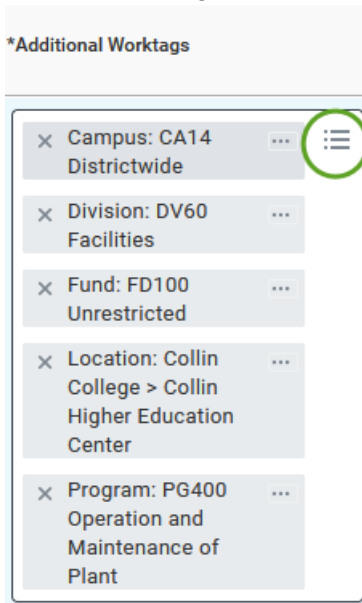 *Additional Worktags
Campus: CA14
Districtwide
Division: DV60
Facilities
Fund: FD100
Unrestricted
Location: Collin
College > Collin
Higher Education
Center
Program: PG400
Operation and
Maintenance of
Plant